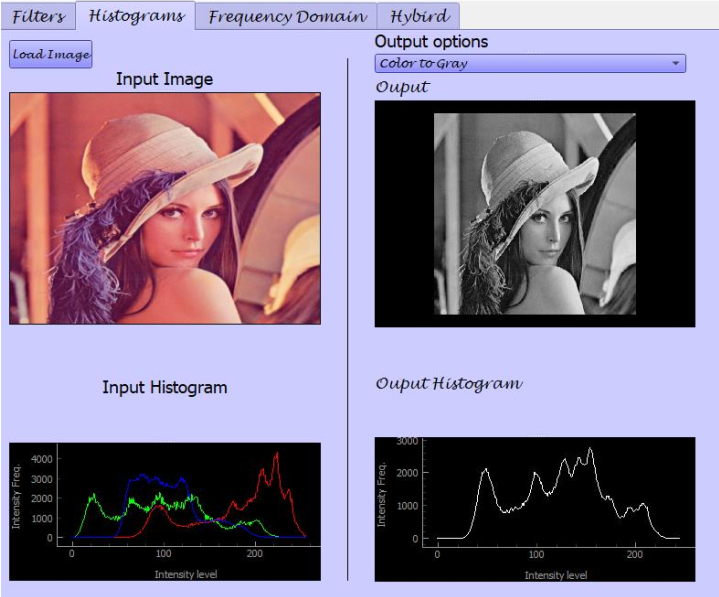 Filters Histograms Frequency Domain Hybird
Load Image
Input Image
Output options
Color to Gray
Ouput
Input Histogram
Ouput Histogram
Intensity Freq.
4000
3000
2000
1000
0
0 100 200
Intensity level
Intensity Freq.
3000
2000
1000
0
0 100 200
Intensity level